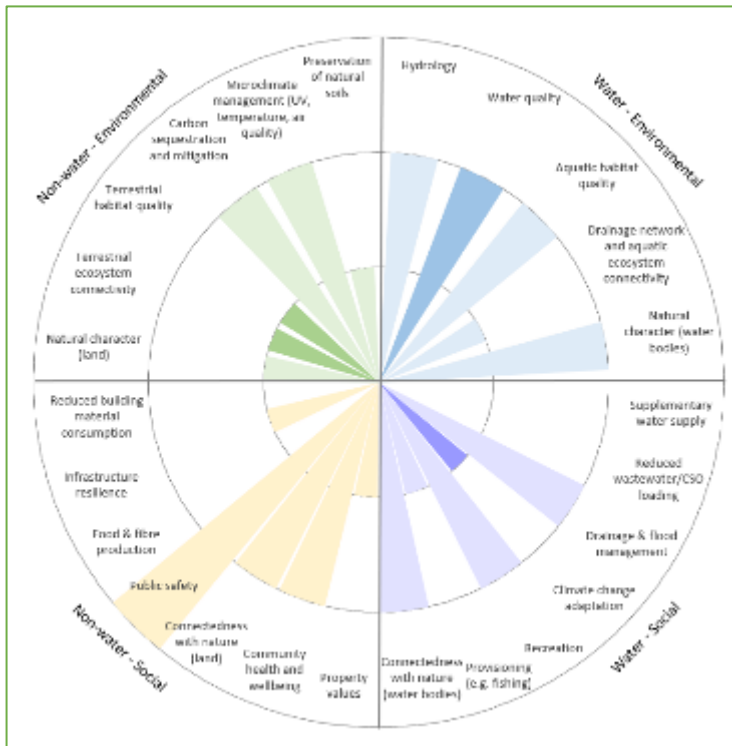 Non-water - Environmental
Preservation
of natural
soils
Microclimate
management (UV,
temperature, air
quality)
Carbon
sequestration
and mitigation
Terrestrial
habitat quality
Terrestrial
ecosystem
connectivity
Natural character
(land)
Water - Environmental
Hydrology
Water quality
Aquatic habitat
quality
Drainage network
and aquatic
ecosystem
connectivity
Natural
character (water
bodies)
Reduced building
material
consumption
Infrastructure
resilience
Food & fibre
production
Public safety
Connectedness
with nature
(land)
Community
health and
wellbeing
Property
values
Non-water - Social
Supplementary
water supply
Reduced
wastewater/CSO
loading
Drainage & flood
management
Climate change
adaptation
Recreation
Provisioning
(e.g. fishing)
Connectedness
with nature
(water bodies)
Water - Social